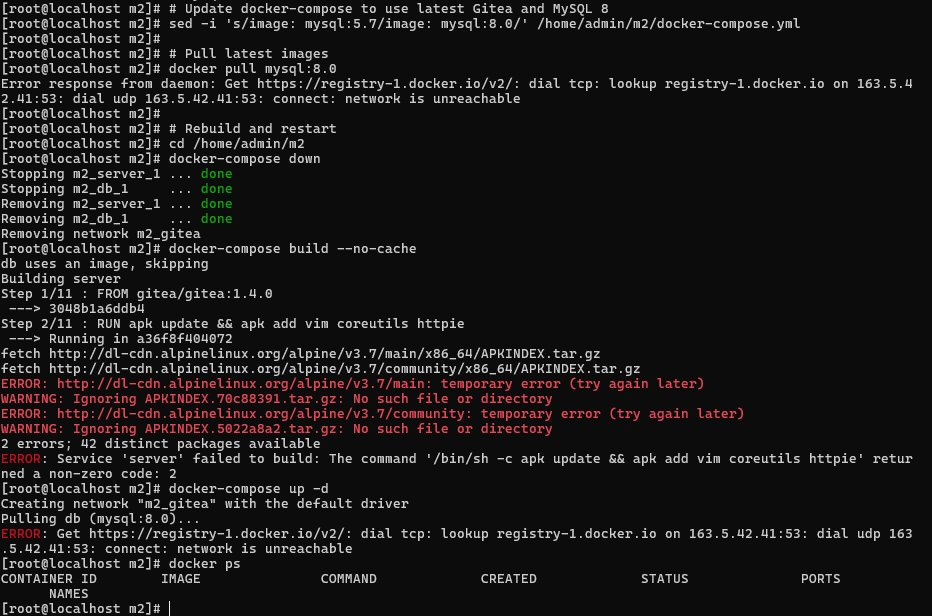 [root@localhost m2]# # Update docker-compose to use latest Gitea and MySQL 8
[root@localhost m2]# sed -i 's/image: mysql:5.7/image: mysql:8.0/' /home/admin/m2/docker-compose.yml
[root@localhost m2]#
[root@localhost m2]# # Pull latest images
[root@localhost m2]# docker pull mysql:8.0
Error response from daemon: Get https://registry-1.docker.io/v2/: dial tcp: lookup registry-1.docker.io on 163.5.4
2.41:53: dial udp 163.5.42.41:53: connect: network is unreachable
[root@localhost m2]#
[root@localhost m2]# # Rebuild and restart
[root@localhost m2]# cd /home/admin/m2
[root@localhost m2]# docker-compose down
Stopping m2_server_1 ... done
Stopping m2_db_1     ... done
Removing m2_server_1 ... done
Removing m2_db_1     ... done
Removing network m2_gitea
[root@localhost m2]# docker-compose build --no-cache
db uses an image, skipping
Building server
Step 1/11 : FROM gitea/gitea:1.4.0
 ---> 3048b1a6ddb4
Step 2/11 : RUN apk update && apk add vim coreutils httpie
 ---> Running in a36f8f404072
fetch http://dl-cdn.alpinelinux.org/alpine/v3.7/main/x86_64/APKINDEX.tar.gz
fetch http://dl-cdn.alpinelinux.org/alpine/v3.7/community/x86_64/APKINDEX.tar.gz
ERROR: http://dl-cdn.alpinelinux.org/alpine/v3.7/main: temporary error (try again later)
WARNING: Ignoring APKINDEX.70c88391.tar.gz: No such file or directory
ERROR: http://dl-cdn.alpinelinux.org/alpine/v3.7/community: temporary error (try again later)
WARNING: Ignoring APKINDEX.5022a8a2.tar.gz: No such file or directory
2 errors; 42 distinct packages available
ERROR: Service 'server' failed to build: The command '/bin/sh -c apk update && apk add vim coreutils httpie' retur
ned a non-zero code: 2
[root@localhost m2]# docker-compose up -d
Creating network "m2_gitea" with the default driver
Pulling db (mysql:8.0)...
ERROR: Get https://registry-1.docker.io/v2/: dial tcp: lookup registry-1.docker.io on 163.5.42.41:53: dial udp 163
.5.42.41:53: connect: network is unreachable
[root@localhost m2]# docker ps
CONTAINER ID        IMAGE               COMMAND             CREATED             STATUS              PORTS
      NAMES
[root@localhost m2]#